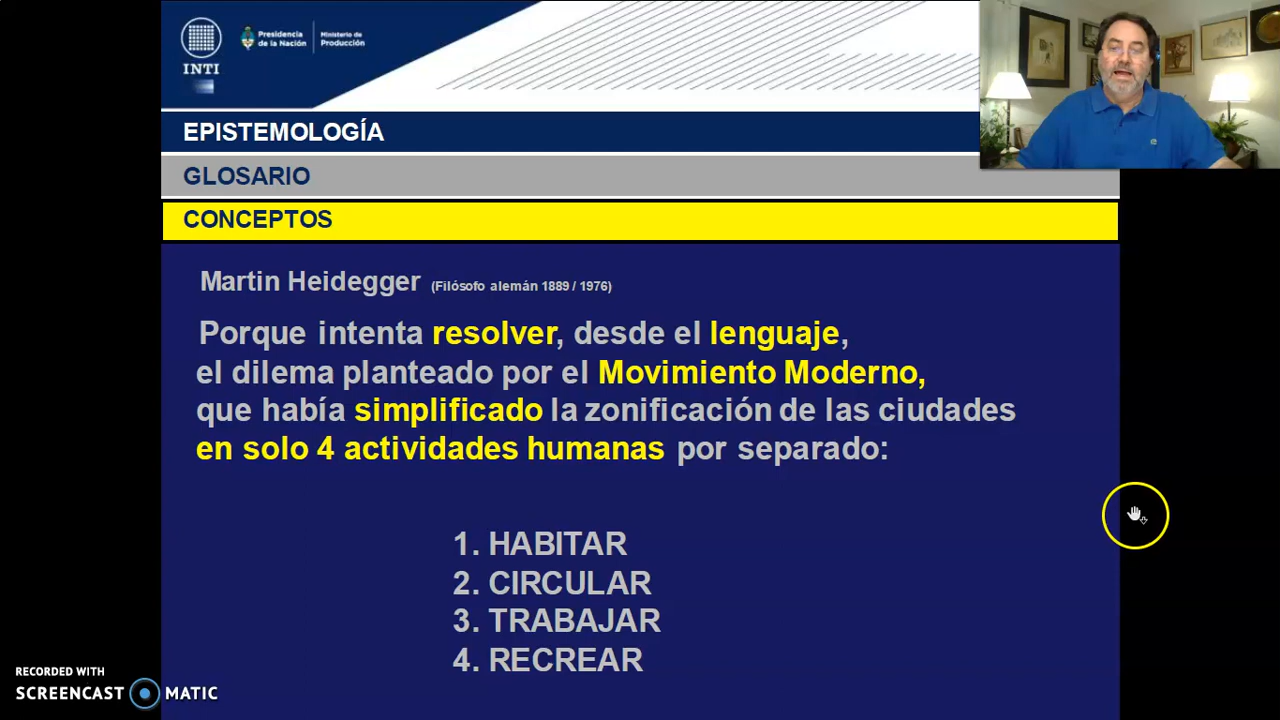 INTI
Presidencia
de la Nación
Ministerio de
Producción
EPISTEMOLOGÍA
GLOSARIO
CONCEPTOS
Martin Heidegger (Filósofo alemán 1889 / 1976)
Porque intenta resolver, desde el lenguaje,
el dilema planteado por el Movimiento Moderno,
que había simplificado la zonificación de las ciudades
en solo 4 actividades humanas por separado:
1. HABITAR
2. CIRCULAR
3. TRABAJAR
4. RECREAR
RECORDED WITH
SCREENCAST MATIC